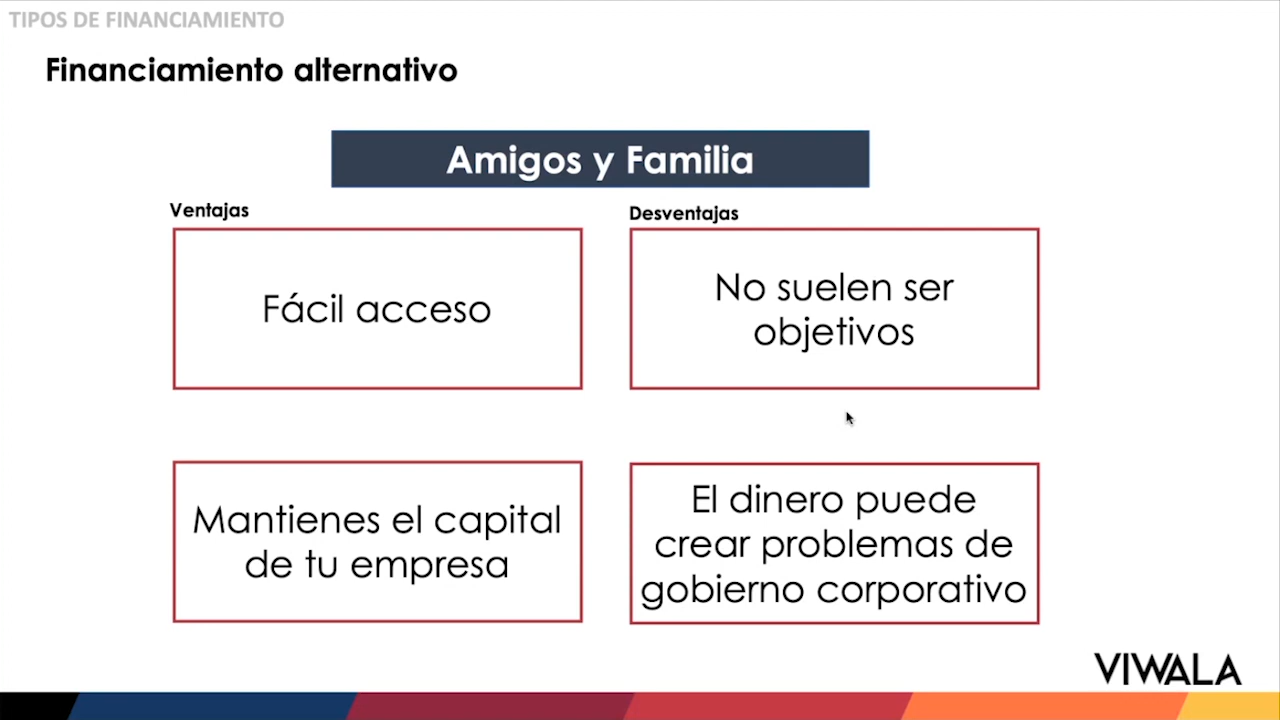 TIPOS DE FINANCIAMIENTO
Financiamiento alternativo
Amigos y Familia
Ventajas
Desventajas
Fácil acceso
No suelen ser
objetivos
Mantienes el capital
de tu empresa
El dinero puede
crear problemas de
gobierno corporativo
VIWALA